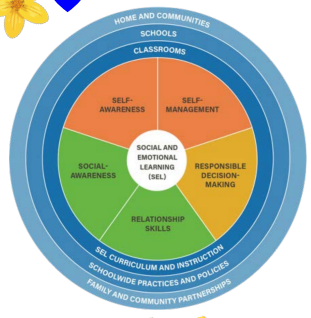 HOME AND COMMUNITIES
SCHOOLS
CLASSROOMS
SELF-
AWARENESS
SELF-
MANAGEMENT
SOCIAL AND
EMOTIONAL
LEARNING
(SEL)
SOCIAL-
AWARENESS
RESPONSIBLE
DECISION-
MAKING
RELATIONSHIP
SKILLS
SEL CURRICULUM AND INSTRUCTION
SCHOOLWIDE PRACTICES AND POLICIES
FAMILY AND COMMUNITY PARTNERSHIPS